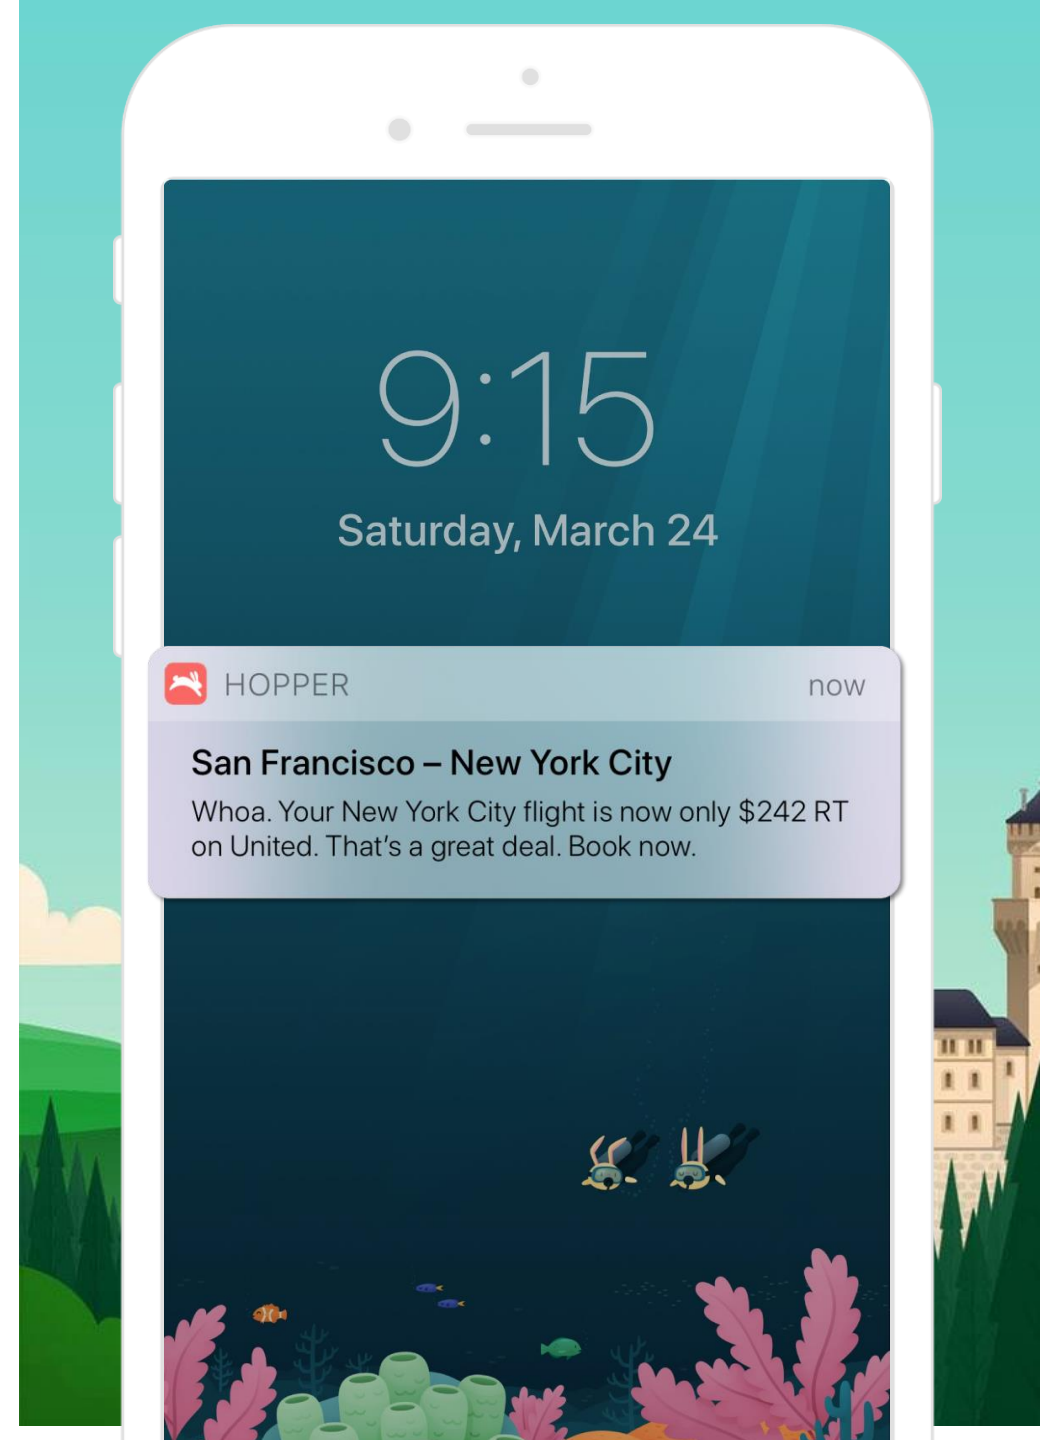 9:15
Saturday, March 24
HOPPER
now
San Francisco – New York City
Whoa. Your New York City flight is now only $242 RT
on United. That's a great deal. Book now.